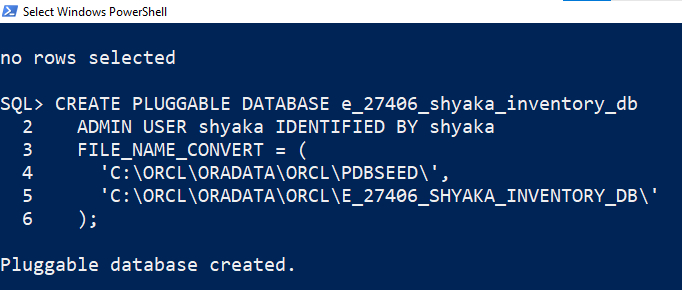 Select Windows PowerShell
no rows selected
SQL> CREATE PLUGGABLE DATABASE e_27406_shyaka_inventory_db
  2    ADMIN USER shyaka IDENTIFIED BY shyaka
  3    FILE_NAME_CONVERT = (
  4      'C:\ORCL\ORADATA\ORCL\PDBSEED\',
  5      'C:\ORCL\ORADATA\ORCL\E_27406_SHYAKA_INVENTORY_DB\'
  6    );
Pluggable database created.